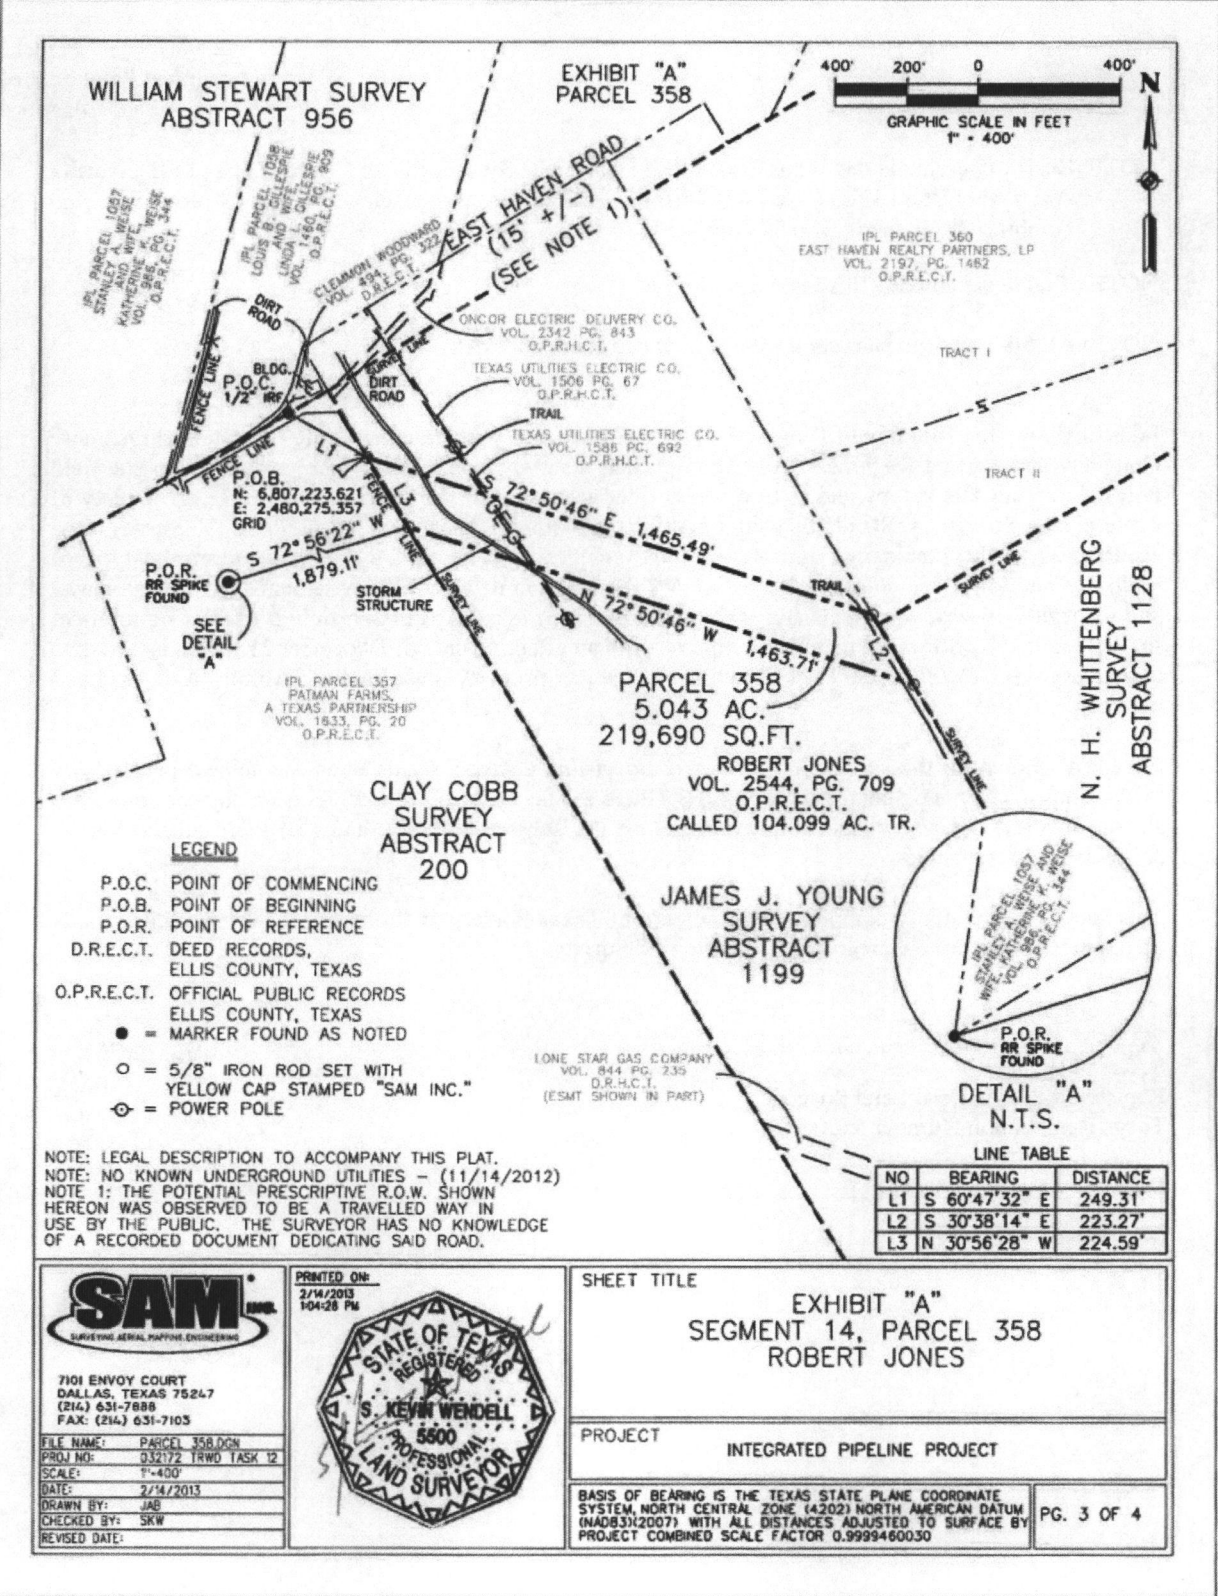 WILLIAM STEWART SURVEY
ABSTRACT 956
EXHIBIT "A"
PARCEL 358
400' 200' 0 400'
GRAPHIC SCALE IN FEET
1" - 400'
N
IPL PARCEL 1057
STANLEY A. WEISE
AND WIFE,
KATHERINE K. WEISE
VOL. 986, PG. 344
O.P.R.E.C.T.
IPL PARCEL 1058
LOUIS B. GILLESPIE
AND WIFE,
LINDA L. GILLESPIE
VOL. 1460, PG. 909
O.P.R.E.C.T.
CLEMMON WOODWARD
VOL. 494, PG. 322
D.R.E.C.T.
EAST HAVEN ROAD
(15' +/-)
(SEE NOTE 1)
IPL PARCEL 360
EAST HAVEN REALTY PARTNERS, LP
VOL. 2197, PG. 1462
O.P.R.E.C.T.
DIRT
ROAD
ONCOR ELECTRIC DELIVERY CO.
VOL. 2342 PG. 843
O.P.R.H.C.T.
SURVEY LINE
TRACT I
FENCE LINE
BLDG.
P.O.C.
1/2" IRF
DIRT
ROAD
TEXAS UTILITIES ELECTRIC CO.
VOL. 1506 PG. 67
O.P.R.H.C.T.
TRAIL
TEXAS UTILITIES ELECTRIC CO.
VOL. 1586 PG. 692
O.P.R.H.C.T.
FENCE LINE
L1
TRACT II
P.O.B.
N: 6,807,223.621
E: 2,480,275.357
GRID
FENCE LINE
L3
OE
S 72°50'46" E
1,465.49'
S 72°56'22" W
1,879.11'
P.O.R.
RR SPIKE
FOUND
STORM
STRUCTURE
SURVEY LINE
TRAIL
SURVEY LINE
N 72°50'46" W
1,463.71'
L2
N. H. WHITTENBERG
SURVEY
ABSTRACT 1128
SEE
DETAIL
"A"
IPL PARCEL 357
PATMAN FARMS,
A TEXAS PARTNERSHIP
VOL. 1633, PG. 20
O.P.R.E.C.T.
PARCEL 358
5.043 AC.
219,690 SQ.FT.
ROBERT JONES
VOL. 2544, PG. 709
O.P.R.E.C.T.
CALLED 104.099 AC. TR.
SURVEY LINE
CLAY COBB
SURVEY
ABSTRACT
200
JAMES J. YOUNG
SURVEY
ABSTRACT
1199
LEGEND
P.O.C. POINT OF COMMENCING
P.O.B. POINT OF BEGINNING
P.O.R. POINT OF REFERENCE
D.R.E.C.T. DEED RECORDS,
ELLIS COUNTY, TEXAS
O.P.R.E.C.T. OFFICIAL PUBLIC RECORDS
ELLIS COUNTY, TEXAS
= MARKER FOUND AS NOTED
= 5/8" IRON ROD SET WITH
YELLOW CAP STAMPED "SAM INC."
= POWER POLE
IPL PARCEL 1057
STANLEY A. WEISE AND
WIFE, KATHERINE K. WEISE
VOL. 986, PG. 344
O.P.R.E.C.T.
P.O.R.
RR SPIKE
FOUND
DETAIL "A"
N.T.S.
LONE STAR GAS COMPANY
VOL. 844 PG. 235
D.R.H.C.T.
(ESMT SHOWN IN PART)
LINE TABLE
NO BEARING DISTANCE
L1 S 60°47'32" E 249.31'
L2 S 30°38'14" E 223.27'
L3 N 30°56'28" W 224.59'
NOTE: LEGAL DESCRIPTION TO ACCOMPANY THIS PLAT.
NOTE: NO KNOWN UNDERGROUND UTILITIES - (11/14/2012)
NOTE 1: THE POTENTIAL PRESCRIPTIVE R.O.W. SHOWN
HEREON WAS OBSERVED TO BE A TRAVELLED WAY IN
USE BY THE PUBLIC. THE SURVEYOR HAS NO KNOWLEDGE
OF A RECORDED DOCUMENT DEDICATING SAID ROAD.
SAM INC.
SURVEYING AERIAL MAPPING ENGINEERING
7101 ENVOY COURT
DALLAS, TEXAS 75247
(214) 631-7888
FAX: (214) 631-7103
FILE NAME: PARCEL 358.DGN
PROJ NO: 032172 TRWD TASK 12
SCALE: 1"-400'
DATE: 2/14/2013
DRAWN BY: JAB
CHECKED BY: SKW
REVISED DATE:
PRINTED ON:
2/14/2013
1:04:28 PM
STATE OF TEXAS
REGISTERED
S. KEVIN WENDELL
5500
PROFESSIONAL
LAND SURVEYOR
SHEET TITLE
EXHIBIT "A"
SEGMENT 14, PARCEL 358
ROBERT JONES
PROJECT
INTEGRATED PIPELINE PROJECT
BASIS OF BEARING IS THE TEXAS STATE PLANE COORDINATE
SYSTEM, NORTH CENTRAL ZONE (4202) NORTH AMERICAN DATUM
(NAD83)(2007) WITH ALL DISTANCES ADJUSTED TO SURFACE BY
PROJECT COMBINED SCALE FACTOR 0.9999460030
PG. 3 OF 4